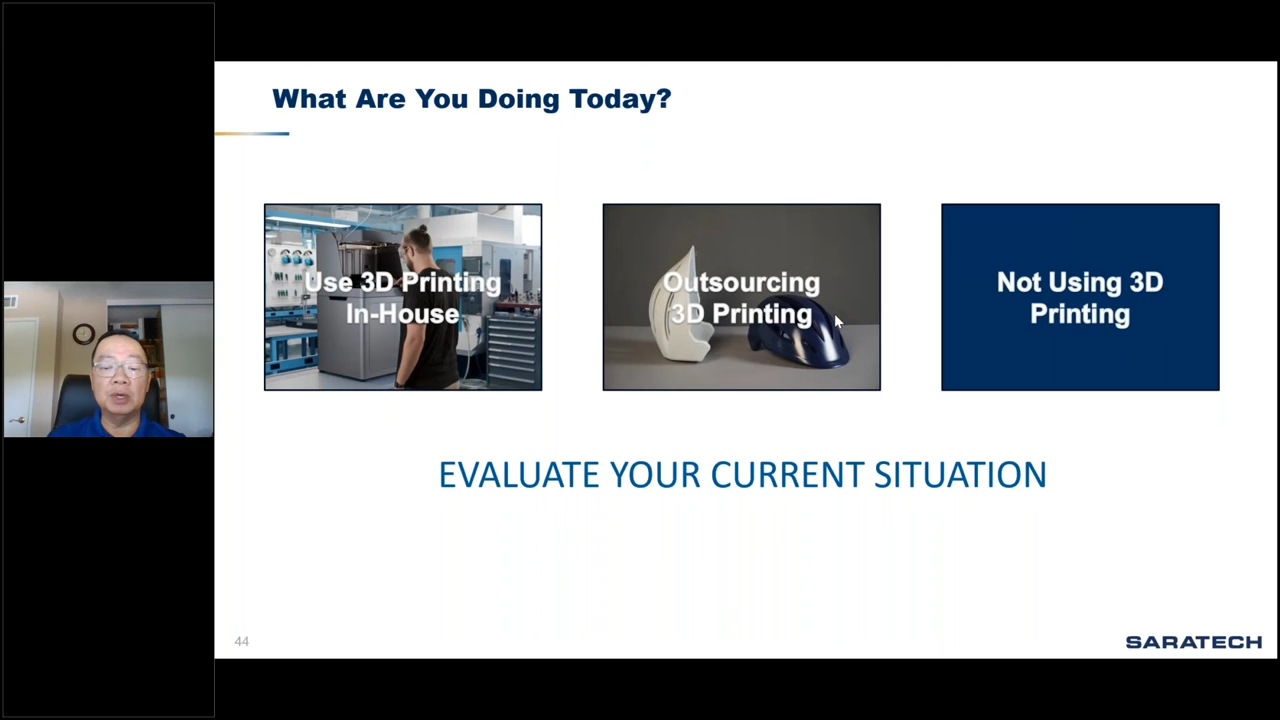 What Are You Doing Today?
Use 3D Printing
In-House
Outsourcing
3D Printing
Not Using 3D
Printing
EVALUATE YOUR CURRENT SITUATION
44
SARATECH